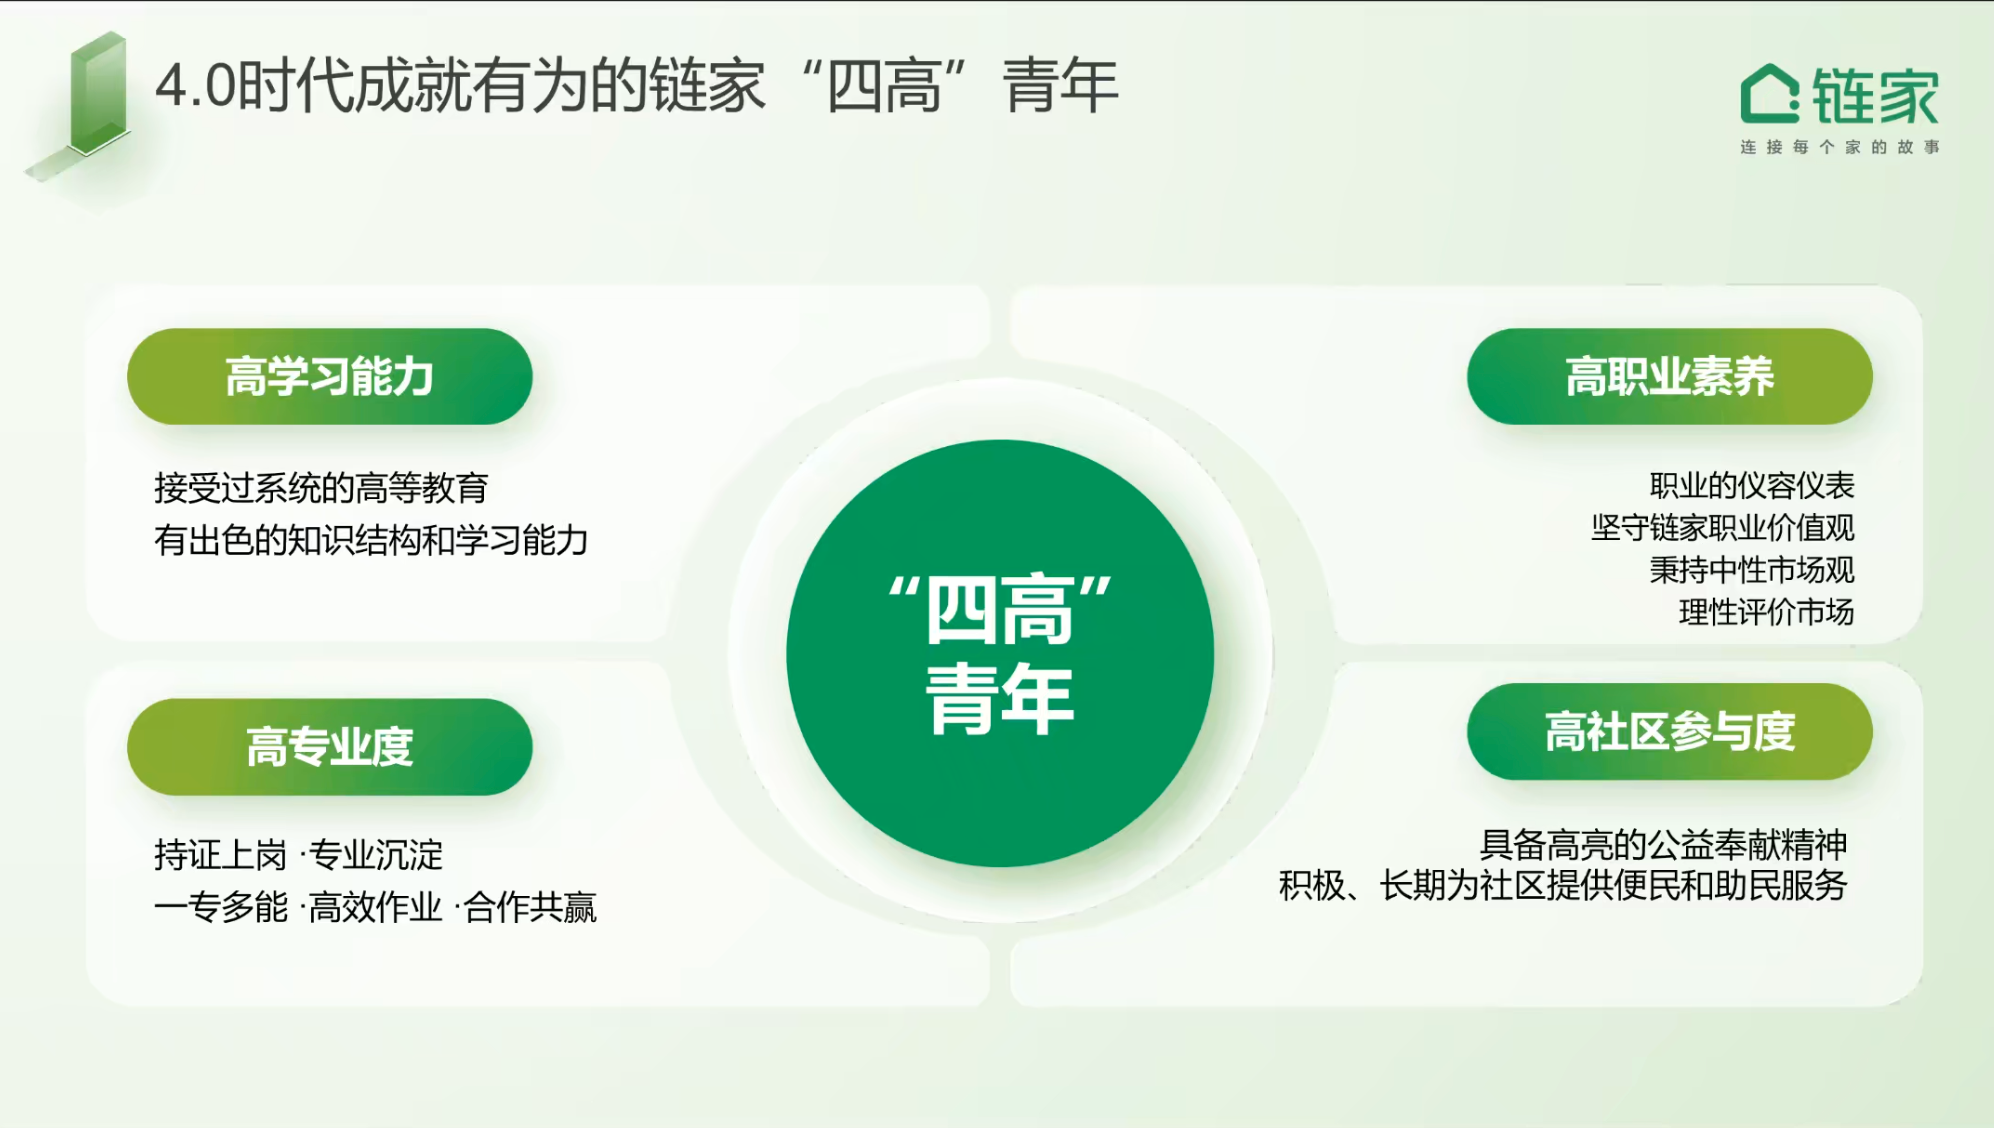 4.0时代成就有为的链家“四高”青年
链家
连接每个家的故事
高学习能力
接受过系统的高等教育
有出色的知识结构和学习能力
高职业素养
职业的仪容仪表
坚守链家职业价值观
秉持中性市场观
理性评价市场
“四高”
青年
高专业度
持证上岗 ·专业沉淀
一专多能 ·高效作业 ·合作共赢
高社区参与度
具备高亮的公益奉献精神
积极、长期为社区提供便民和助民服务